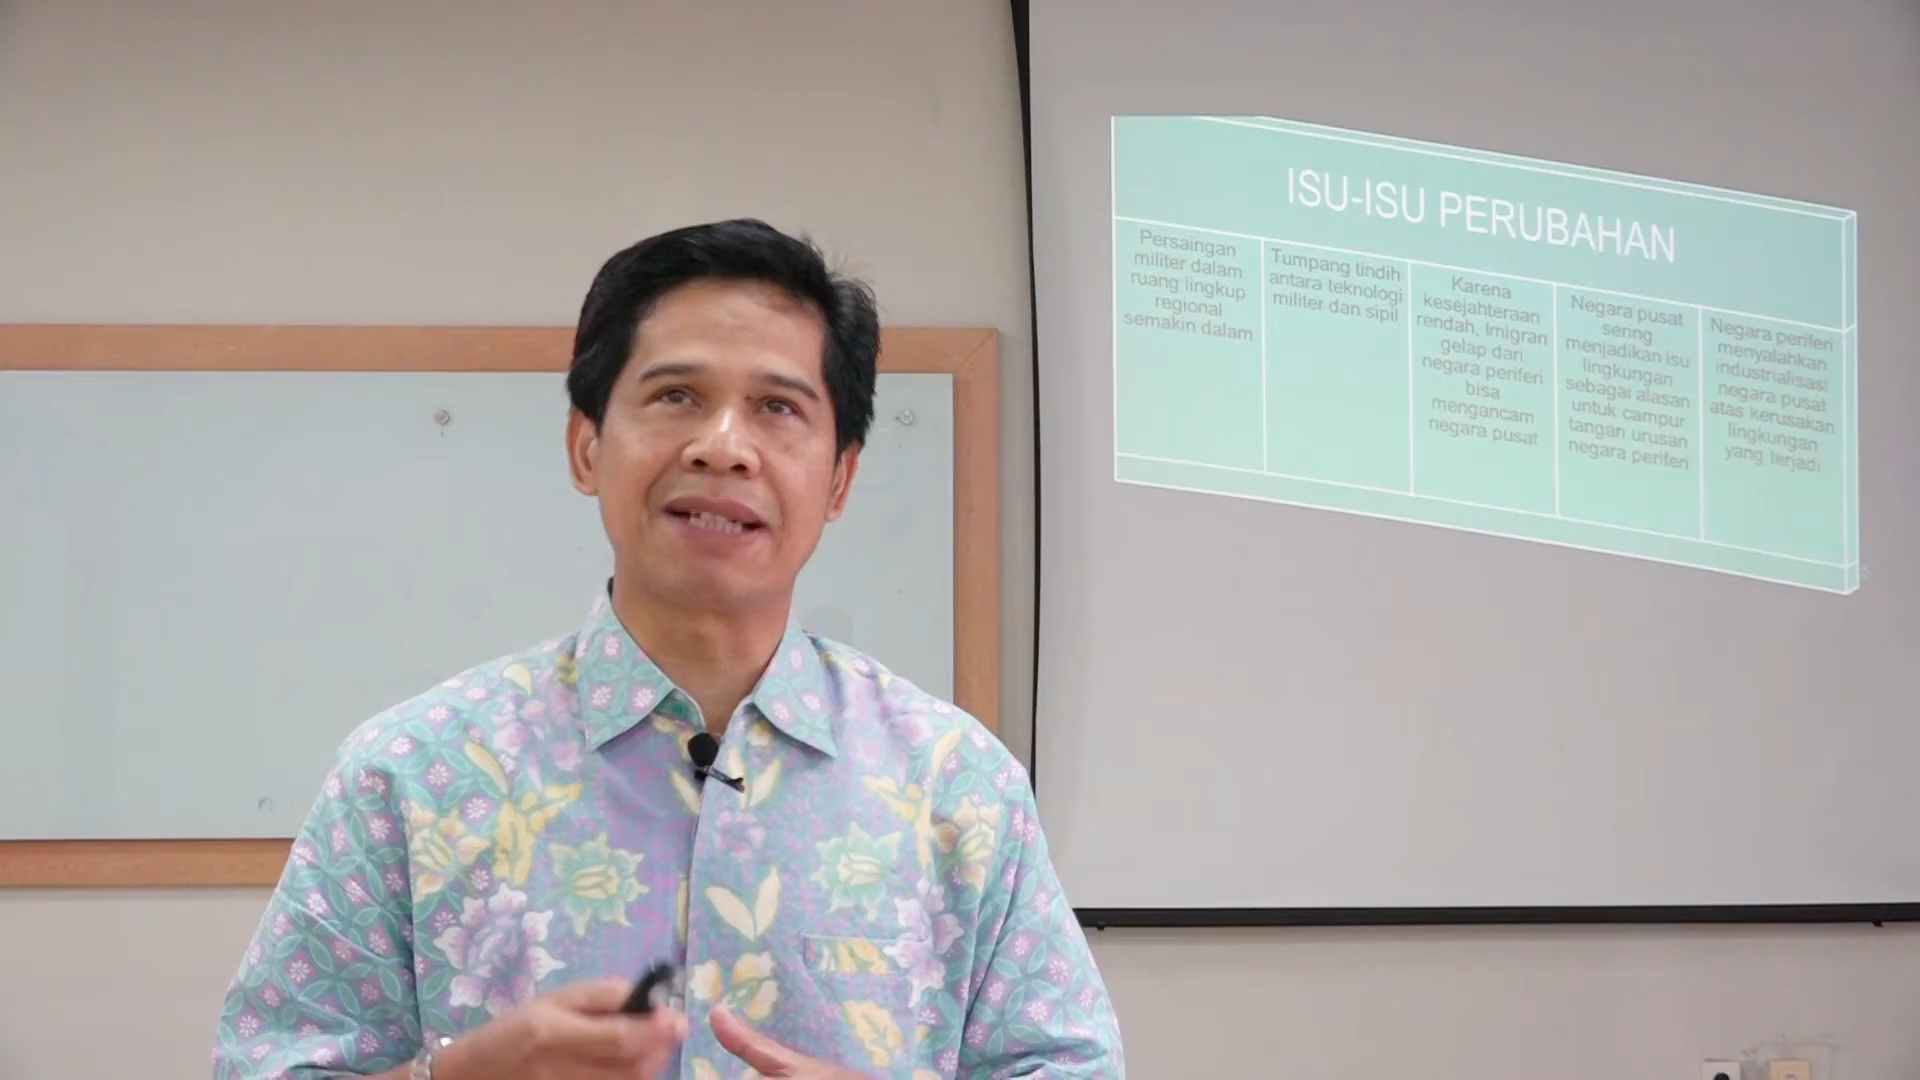 ISU-ISU PERUBAHAN
Persaingan
militer dalam
ruang lingkup
regional
semakin dalam
Tumpang tindih
antara teknologi
militer dan sipil
Karena
kesejahteraan
rendah, Imigran
gelap dari
negara periferi
bisa
mengancam
negara pusat
Negara pusat
sering
menjadikan isu
lingkungan
sebagai alasan
untuk campur
tangan urusan
negara periferi
Negara periferi
menyalahkan
industrialisasi
negara pusat
atas kerusakan
lingkungan
yang terjadi